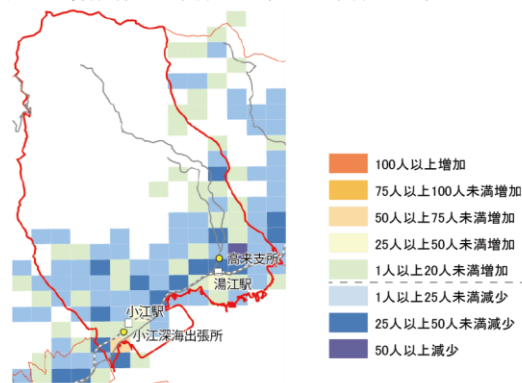 高来支所
湯江駅
小江駅
小江深海出張所
100人以上増加
75人以上100人未満増加
50人以上75人未満増加
25人以上50人未満増加
1人以上20人未満増加
1人以上25人未満減少
25人以上50人未満減少
50人以上減少